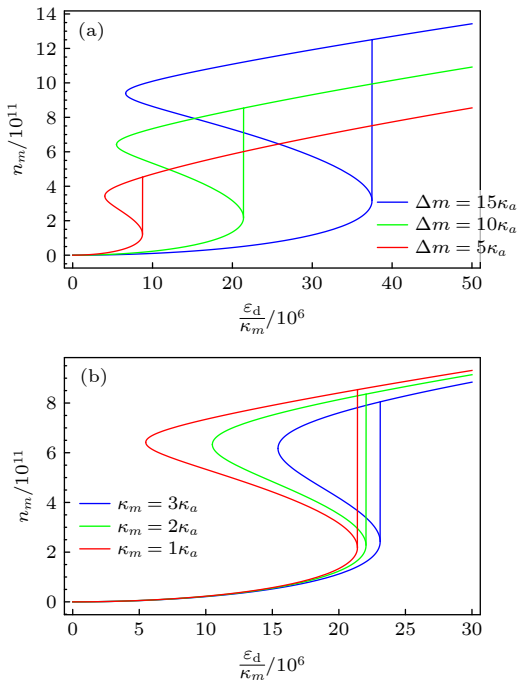 (a)
14
12
10
8
6
4
2
0
n_m/10^11
Δm = 15κ_a
Δm = 10κ_a
Δm = 5κ_a
0 10 20 30 40 50
ε_d/κ_m/10^6
(b)
8
6
4
2
0
n_m/10^11
κ_m = 3κ_a
κ_m = 2κ_a
κ_m = 1κ_a
0 5 10 15 20 25 30
ε_d/κ_m/10^6